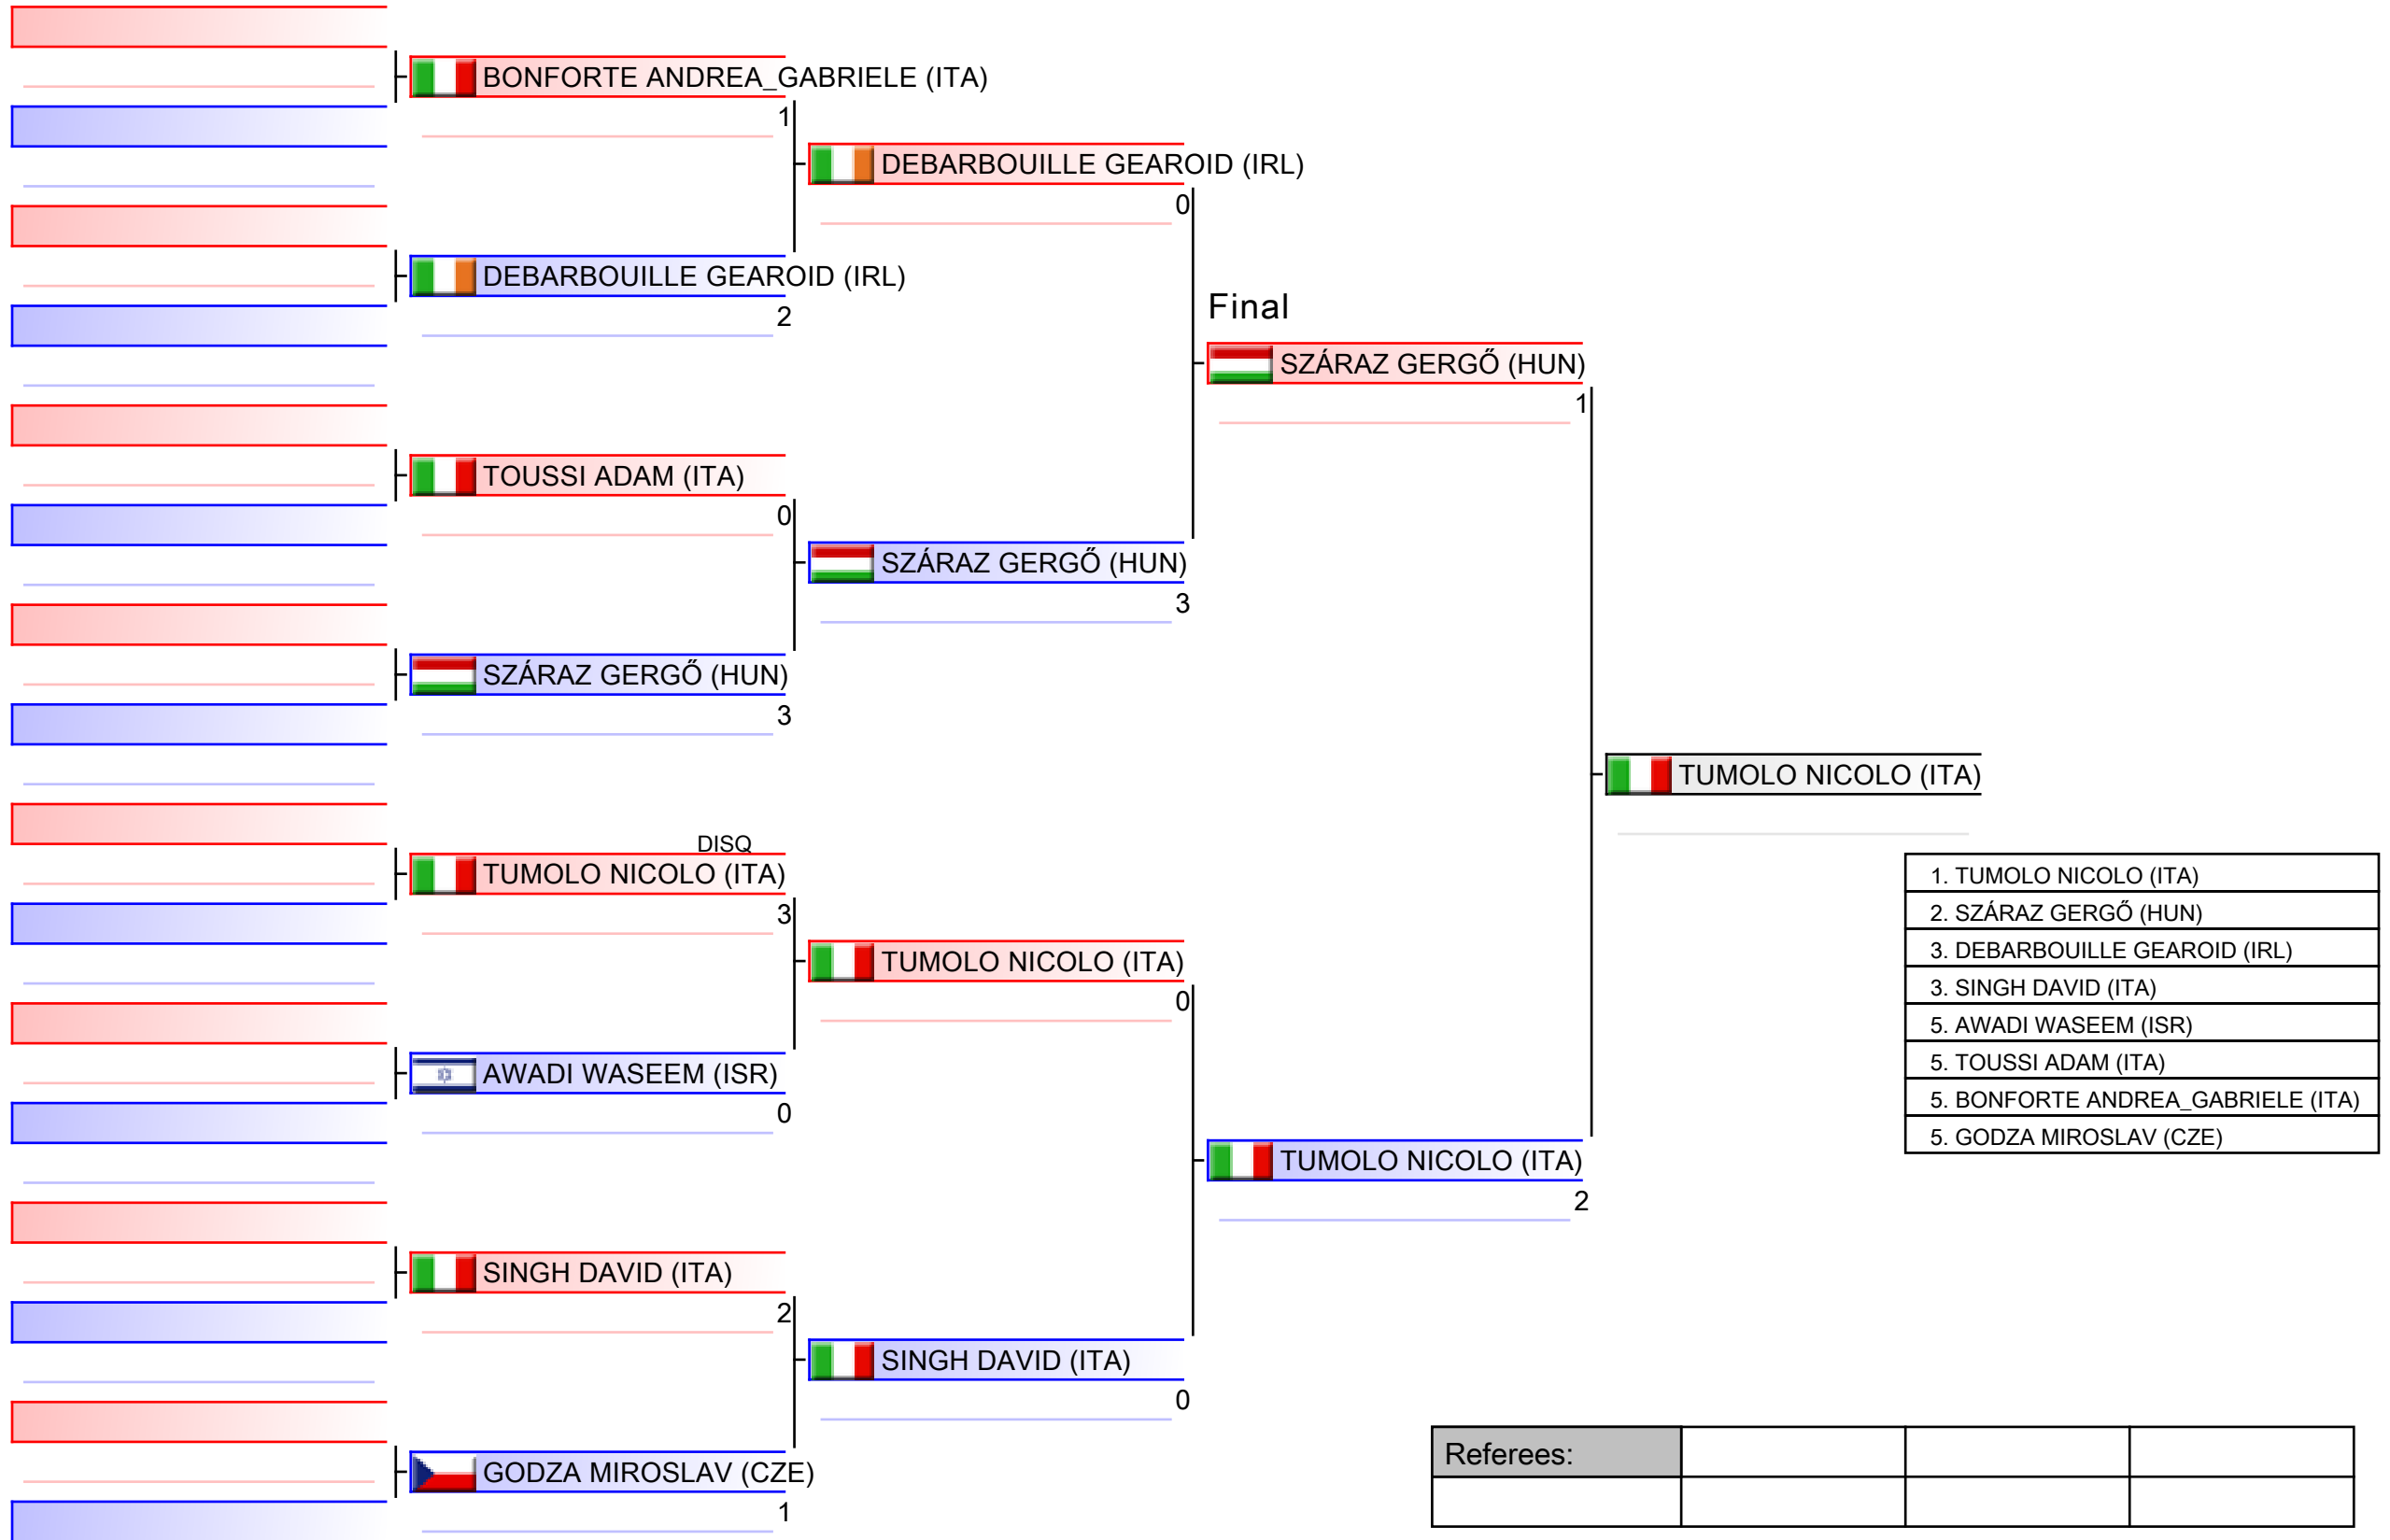 BONFORTE ANDREA_GABRIELE (ITA)
1
DEBARBOUILLE GEAROID (IRL)
0
DEBARBOUILLE GEAROID (IRL)
2
Final
SZÁRAZ GERGŐ (HUN)
1
TOUSSI ADAM (ITA)
0
SZÁRAZ GERGŐ (HUN)
3
SZÁRAZ GERGŐ (HUN)
3
TUMOLO NICOLO (ITA)
DISQ
TUMOLO NICOLO (ITA)
3
TUMOLO NICOLO (ITA)
0
AWADI WASEEM (ISR)
0
TUMOLO NICOLO (ITA)
2
SINGH DAVID (ITA)
2
SINGH DAVID (ITA)
0
GODZA MIROSLAV (CZE)
1
1. TUMOLO NICOLO (ITA)
2. SZÁRAZ GERGŐ (HUN)
3. DEBARBOUILLE GEAROID (IRL)
3. SINGH DAVID (ITA)
5. AWADI WASEEM (ISR)
5. TOUSSI ADAM (ITA)
5. BONFORTE ANDREA_GABRIELE (ITA)
5. GODZA MIROSLAV (CZE)
Referees: